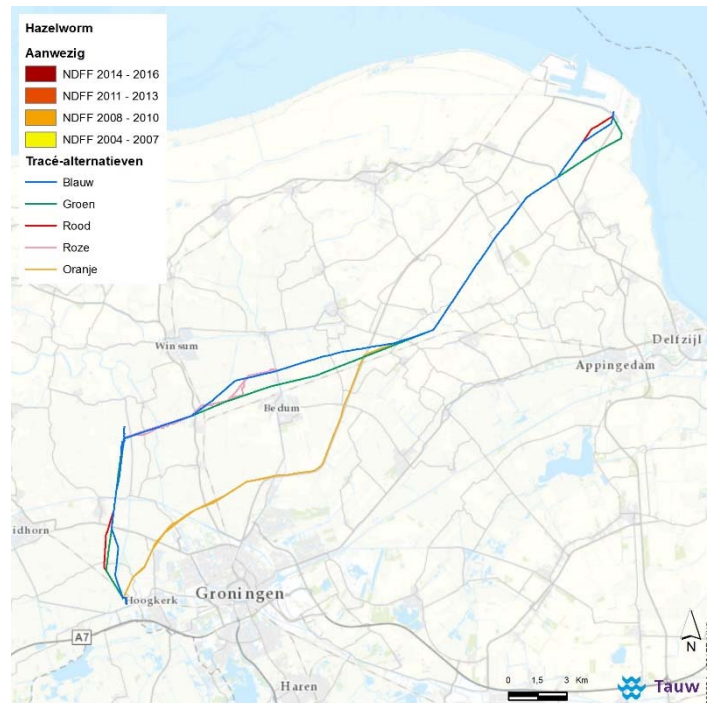 Hazelworm
Aanwezig
NDFF 2014 - 2016
NDFF 2011 - 2013
NDFF 2008 - 2010
NDFF 2004 - 2007
Tracé-alternatieven
Blauw
Groen
Rood
Roze
Oranje
Winsum
Delfzijl
Appingedam
Bedum
idhorn
Groningen
Hoogkerk
A7
N
Haren
0 1,5 3 Km
Tauw